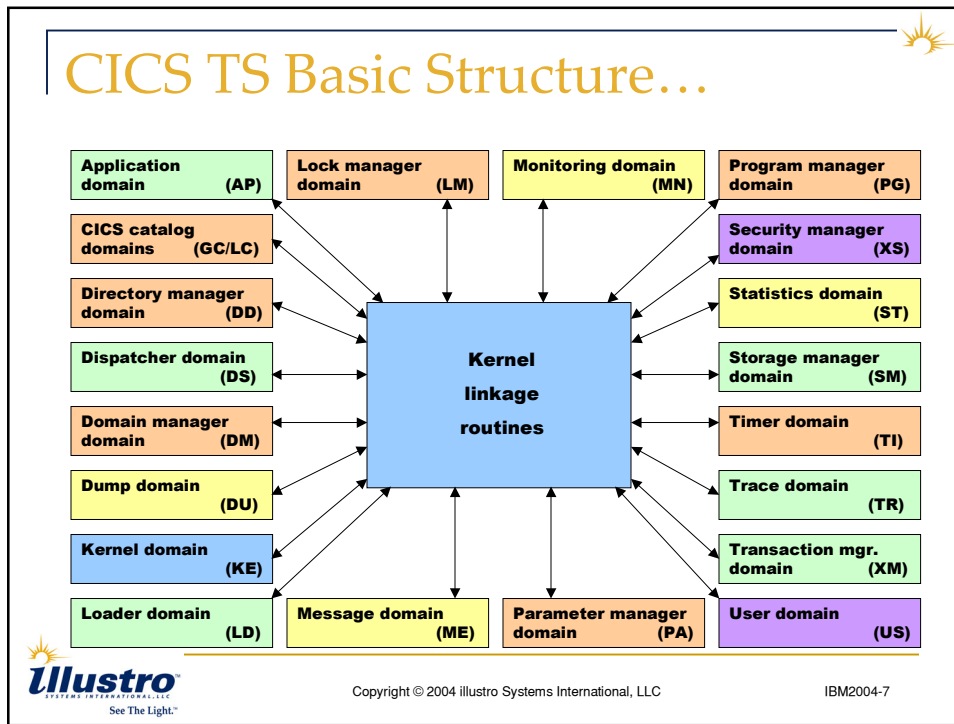 CICS TS Basic Structure…
Application
domain (AP)
Lock manager
domain (LM)
Monitoring domain
(MN)
Program manager
domain (PG)
CICS catalog
domains (GC/LC)
Security manager
domain (XS)
Directory manager
domain (DD)
Statistics domain
(ST)
Dispatcher domain
(DS)
Kernel
linkage
routines
Storage manager
domain (SM)
Domain manager
domain (DM)
Timer domain
(TI)
Dump domain
(DU)
Trace domain
(TR)
Kernel domain
(KE)
Transaction mgr.
domain (XM)
Loader domain
(LD)
Message domain
(ME)
Parameter manager
domain (PA)
User domain
(US)
illustro
SYSTEMS INTERNATIONAL, LLC
See The Light.™
Copyright © 2004 illustro Systems International, LLC
IBM2004-7